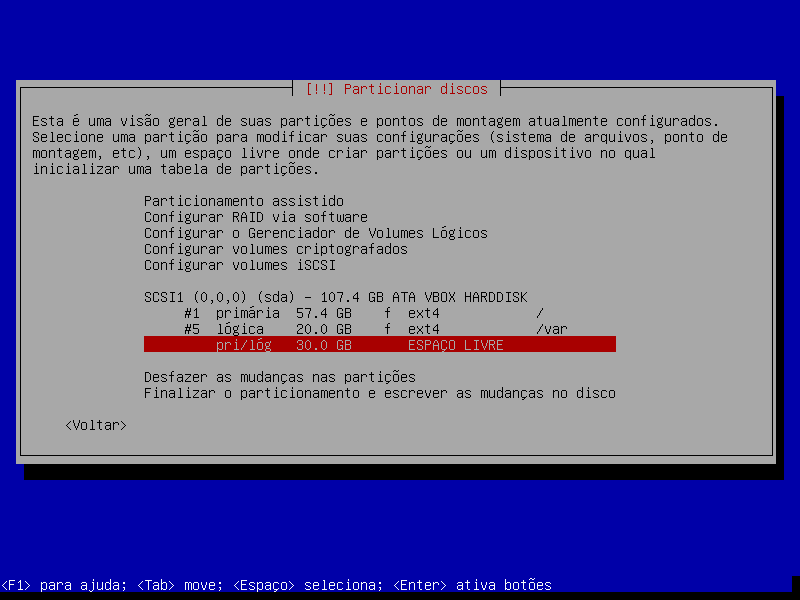 [!!] Particionar discos
Esta é uma visão geral de suas partições e pontos de montagem atualmente configurados.
Selecione uma partição para modificar suas configurações (sistema de arquivos, ponto de
montagem, etc), um espaço livre onde criar partições ou um dispositivo no qual
inicializar uma tabela de partições.
Particionamento assistido
Configurar RAID via software
Configurar o Gerenciador de Volumes Lógicos
Configurar volumes criptografados
Configurar volumes iSCSI
SCSI1 (0,0,0) (sda) - 107.4 GB ATA VBOX HARDDISK
#1 primária 57.4 GB f ext4 /
#5 lógica 20.0 GB f ext4 /var
pri/lóg 30.0 GB ESPAÇO LIVRE
Desfazer as mudanças nas partições
Finalizar o particionamento e escrever as mudanças no disco
<Voltar>
<F1> para ajuda; <Tab> move; <Espaço> seleciona; <Enter> ativa botões